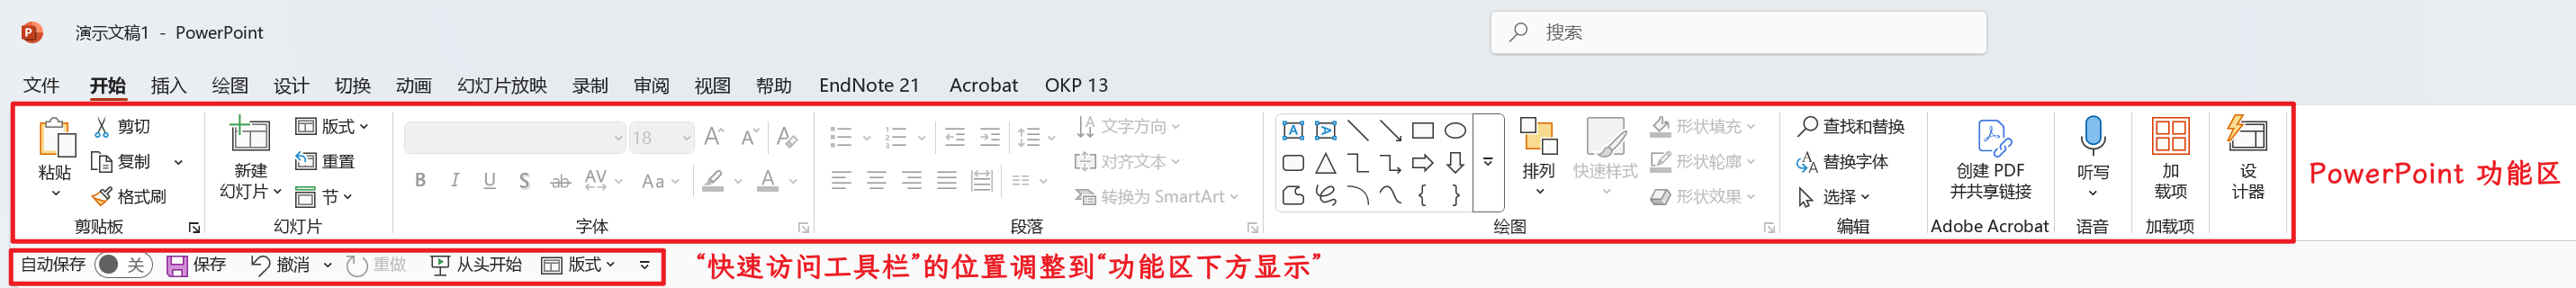 演示文稿1 - PowerPoint
搜索
文件 开始 插入 绘图 设计 切换 动画 幻灯片放映 录制 审阅 视图 帮助 EndNote 21 Acrobat OKP 13
粘贴
剪切
复制
格式刷
剪贴板
新建
幻灯片
版式
重置
节
幻灯片
18
B I U S ab AV Aa A
字体
文字方向
对齐文本
转换为 SmartArt
段落
排列
快速样式
形状填充
形状轮廓
形状效果
绘图
查找和替换
替换字体
选择
编辑
创建 PDF
并共享链接
Adobe Acrobat
听写
语音
加
载项
加载项
设
计器
PowerPoint 功能区
自动保存 关 保存 撤消 重做 从头开始 版式
“快速访问工具栏”的位置调整到“功能区下方显示”